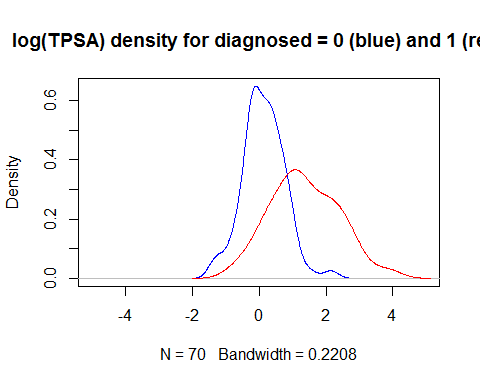 log(TPSA) density for diagnosed = 0 (blue) and 1 (re
0.6
0.4
0.2
0.0
Density
-4 -2 0 2 4
N = 70 Bandwidth = 0.2208